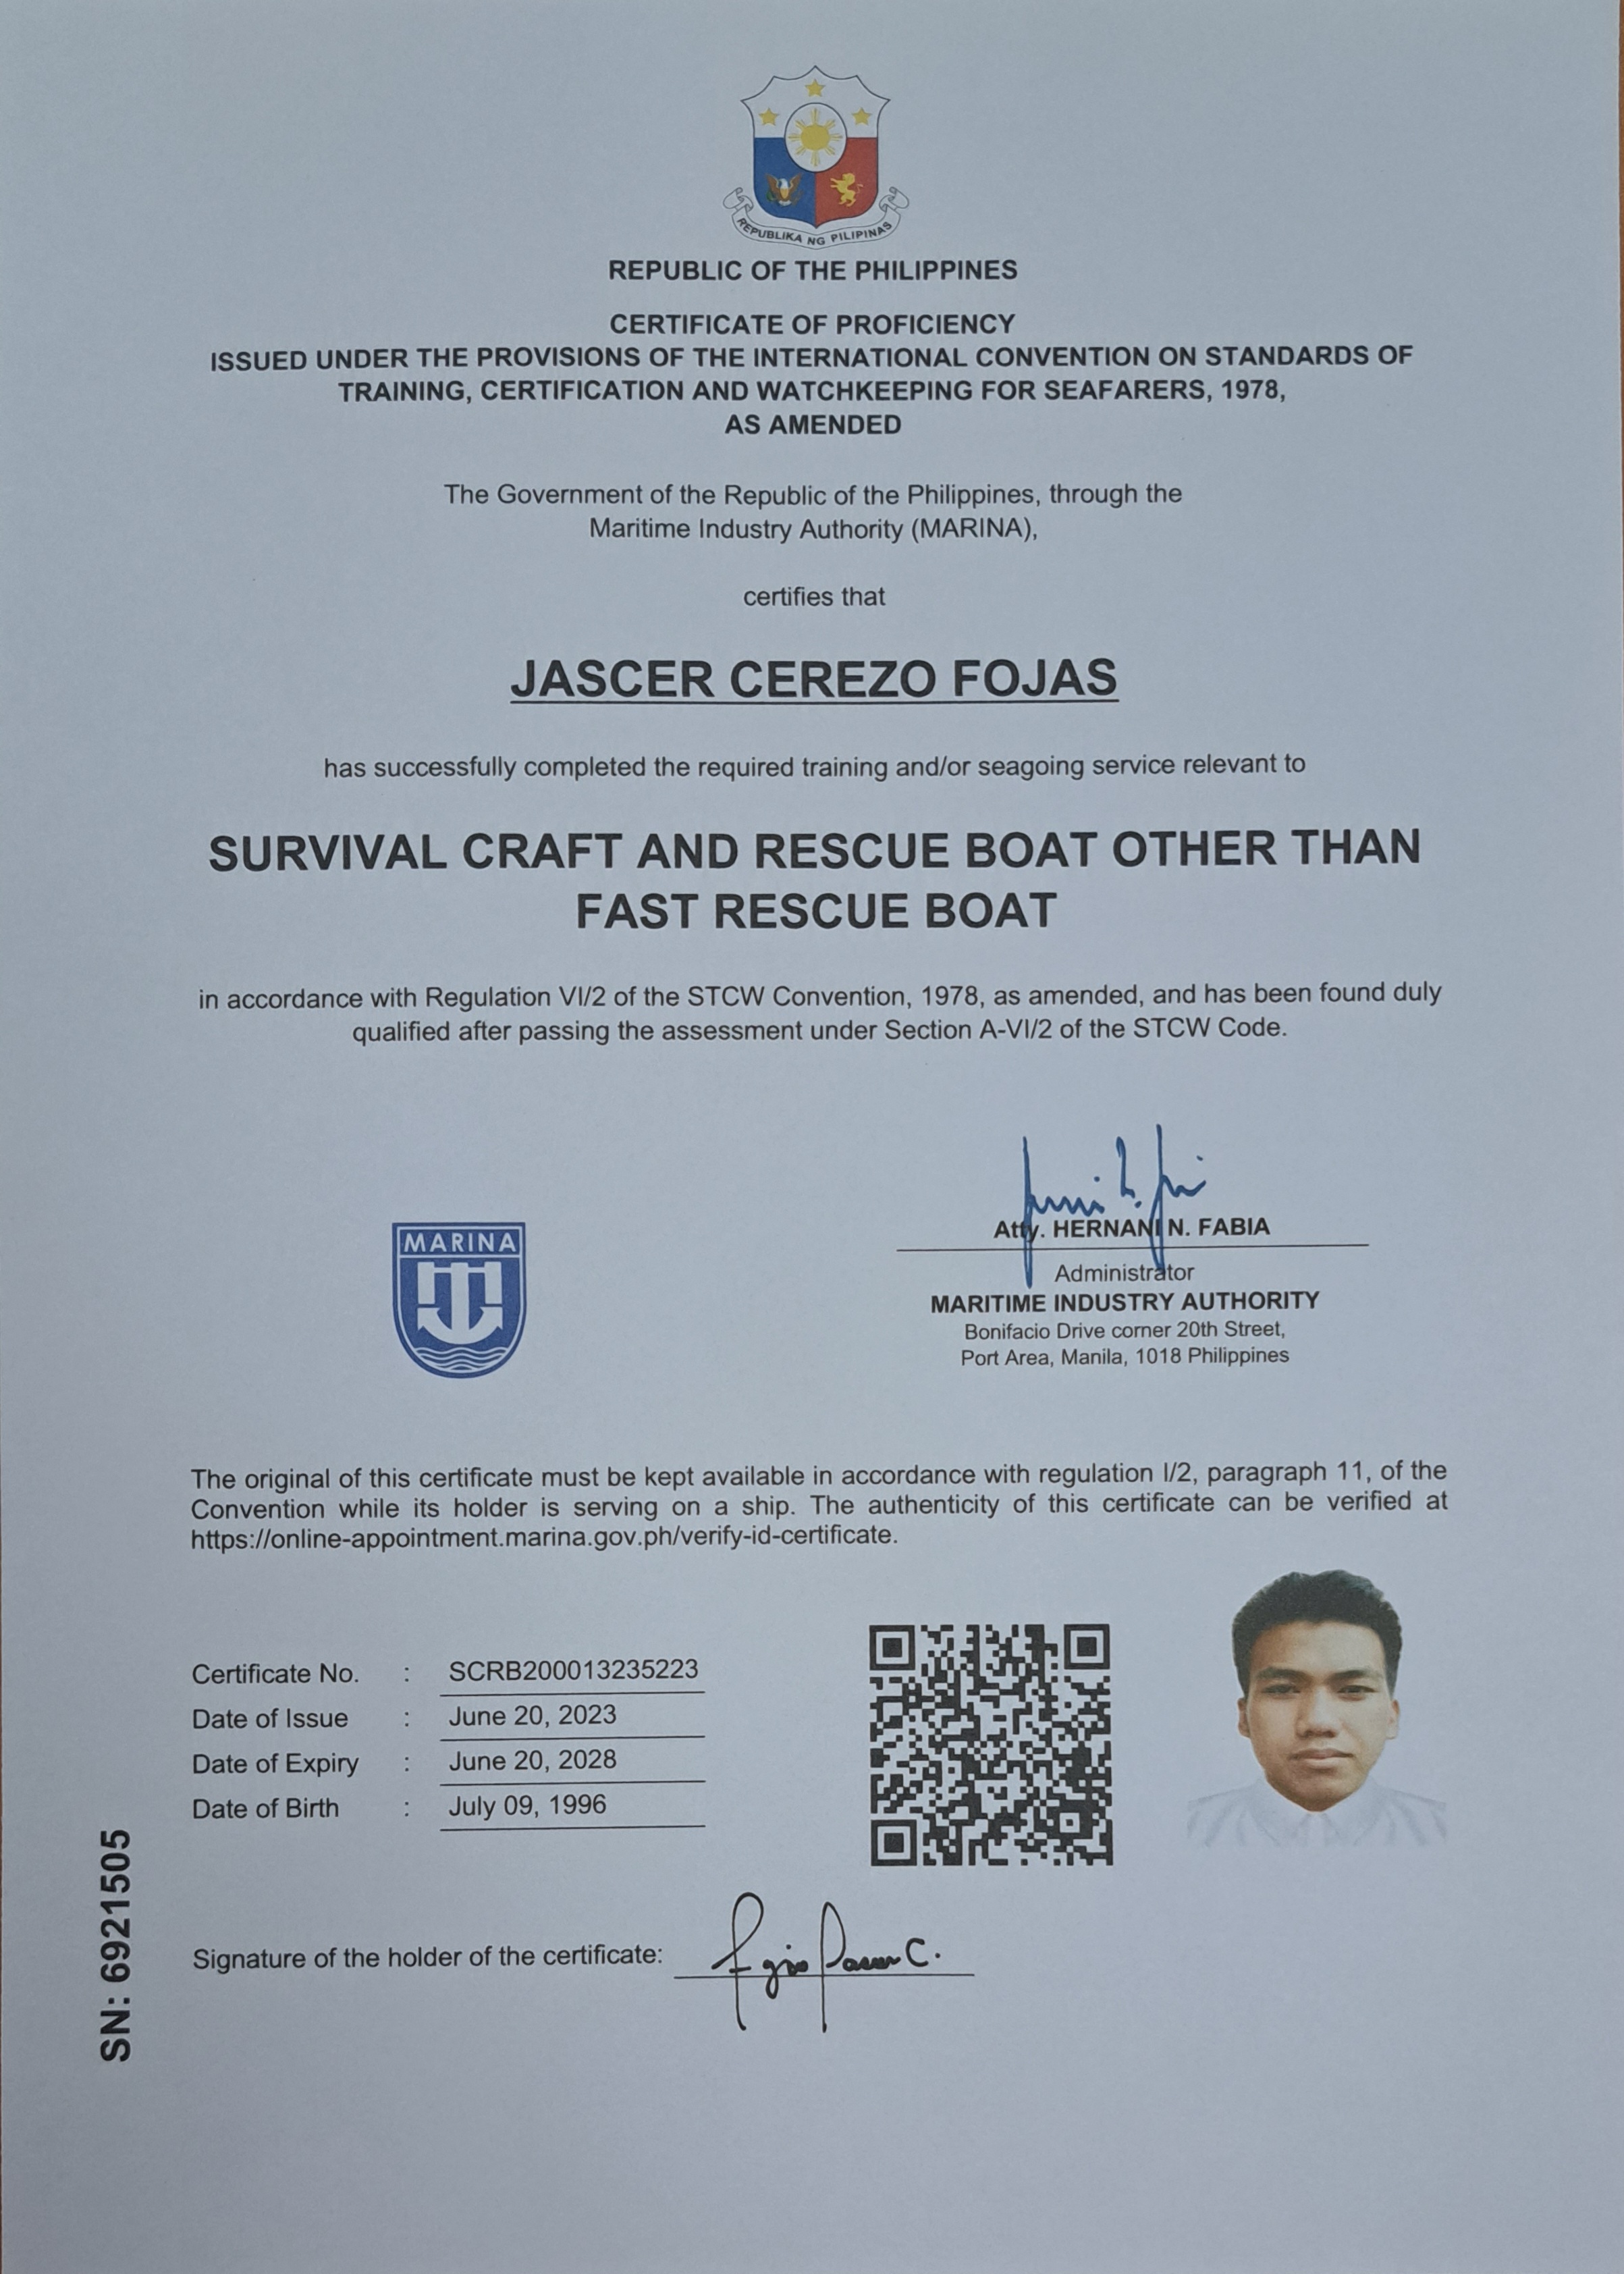 REPUBLIKA NG PILIPINAS
REPUBLIC OF THE PHILIPPINES
CERTIFICATE OF PROFICIENCY
ISSUED UNDER THE PROVISIONS OF THE INTERNATIONAL CONVENTION ON STANDARDS OF
TRAINING, CERTIFICATION AND WATCHKEEPING FOR SEAFARERS, 1978,
AS AMENDED
The Government of the Republic of the Philippines, through the
Maritime Industry Authority (MARINA),
certifies that
JASCER CEREZO FOJAS
has successfully completed the required training and/or seagoing service relevant to
SURVIVAL CRAFT AND RESCUE BOAT OTHER THAN
FAST RESCUE BOAT
in accordance with Regulation VI/2 of the STCW Convention, 1978, as amended, and has been found duly
qualified after passing the assessment under Section A-VI/2 of the STCW Code.
MARINA
Atty. HERNANI N. FABIA
Administrator
MARITIME INDUSTRY AUTHORITY
Bonifacio Drive corner 20th Street,
Port Area, Manila, 1018 Philippines
The original of this certificate must be kept available in accordance with regulation I/2, paragraph 11, of the
Convention while its holder is serving on a ship. The authenticity of this certificate can be verified at
https://online-appointment.marina.gov.ph/verify-id-certificate.
Certificate No. : SCRB200013235223
Date of Issue : June 20, 2023
Date of Expiry : June 20, 2028
Date of Birth : July 09, 1996
Signature of the holder of the certificate:
SN: 6921505